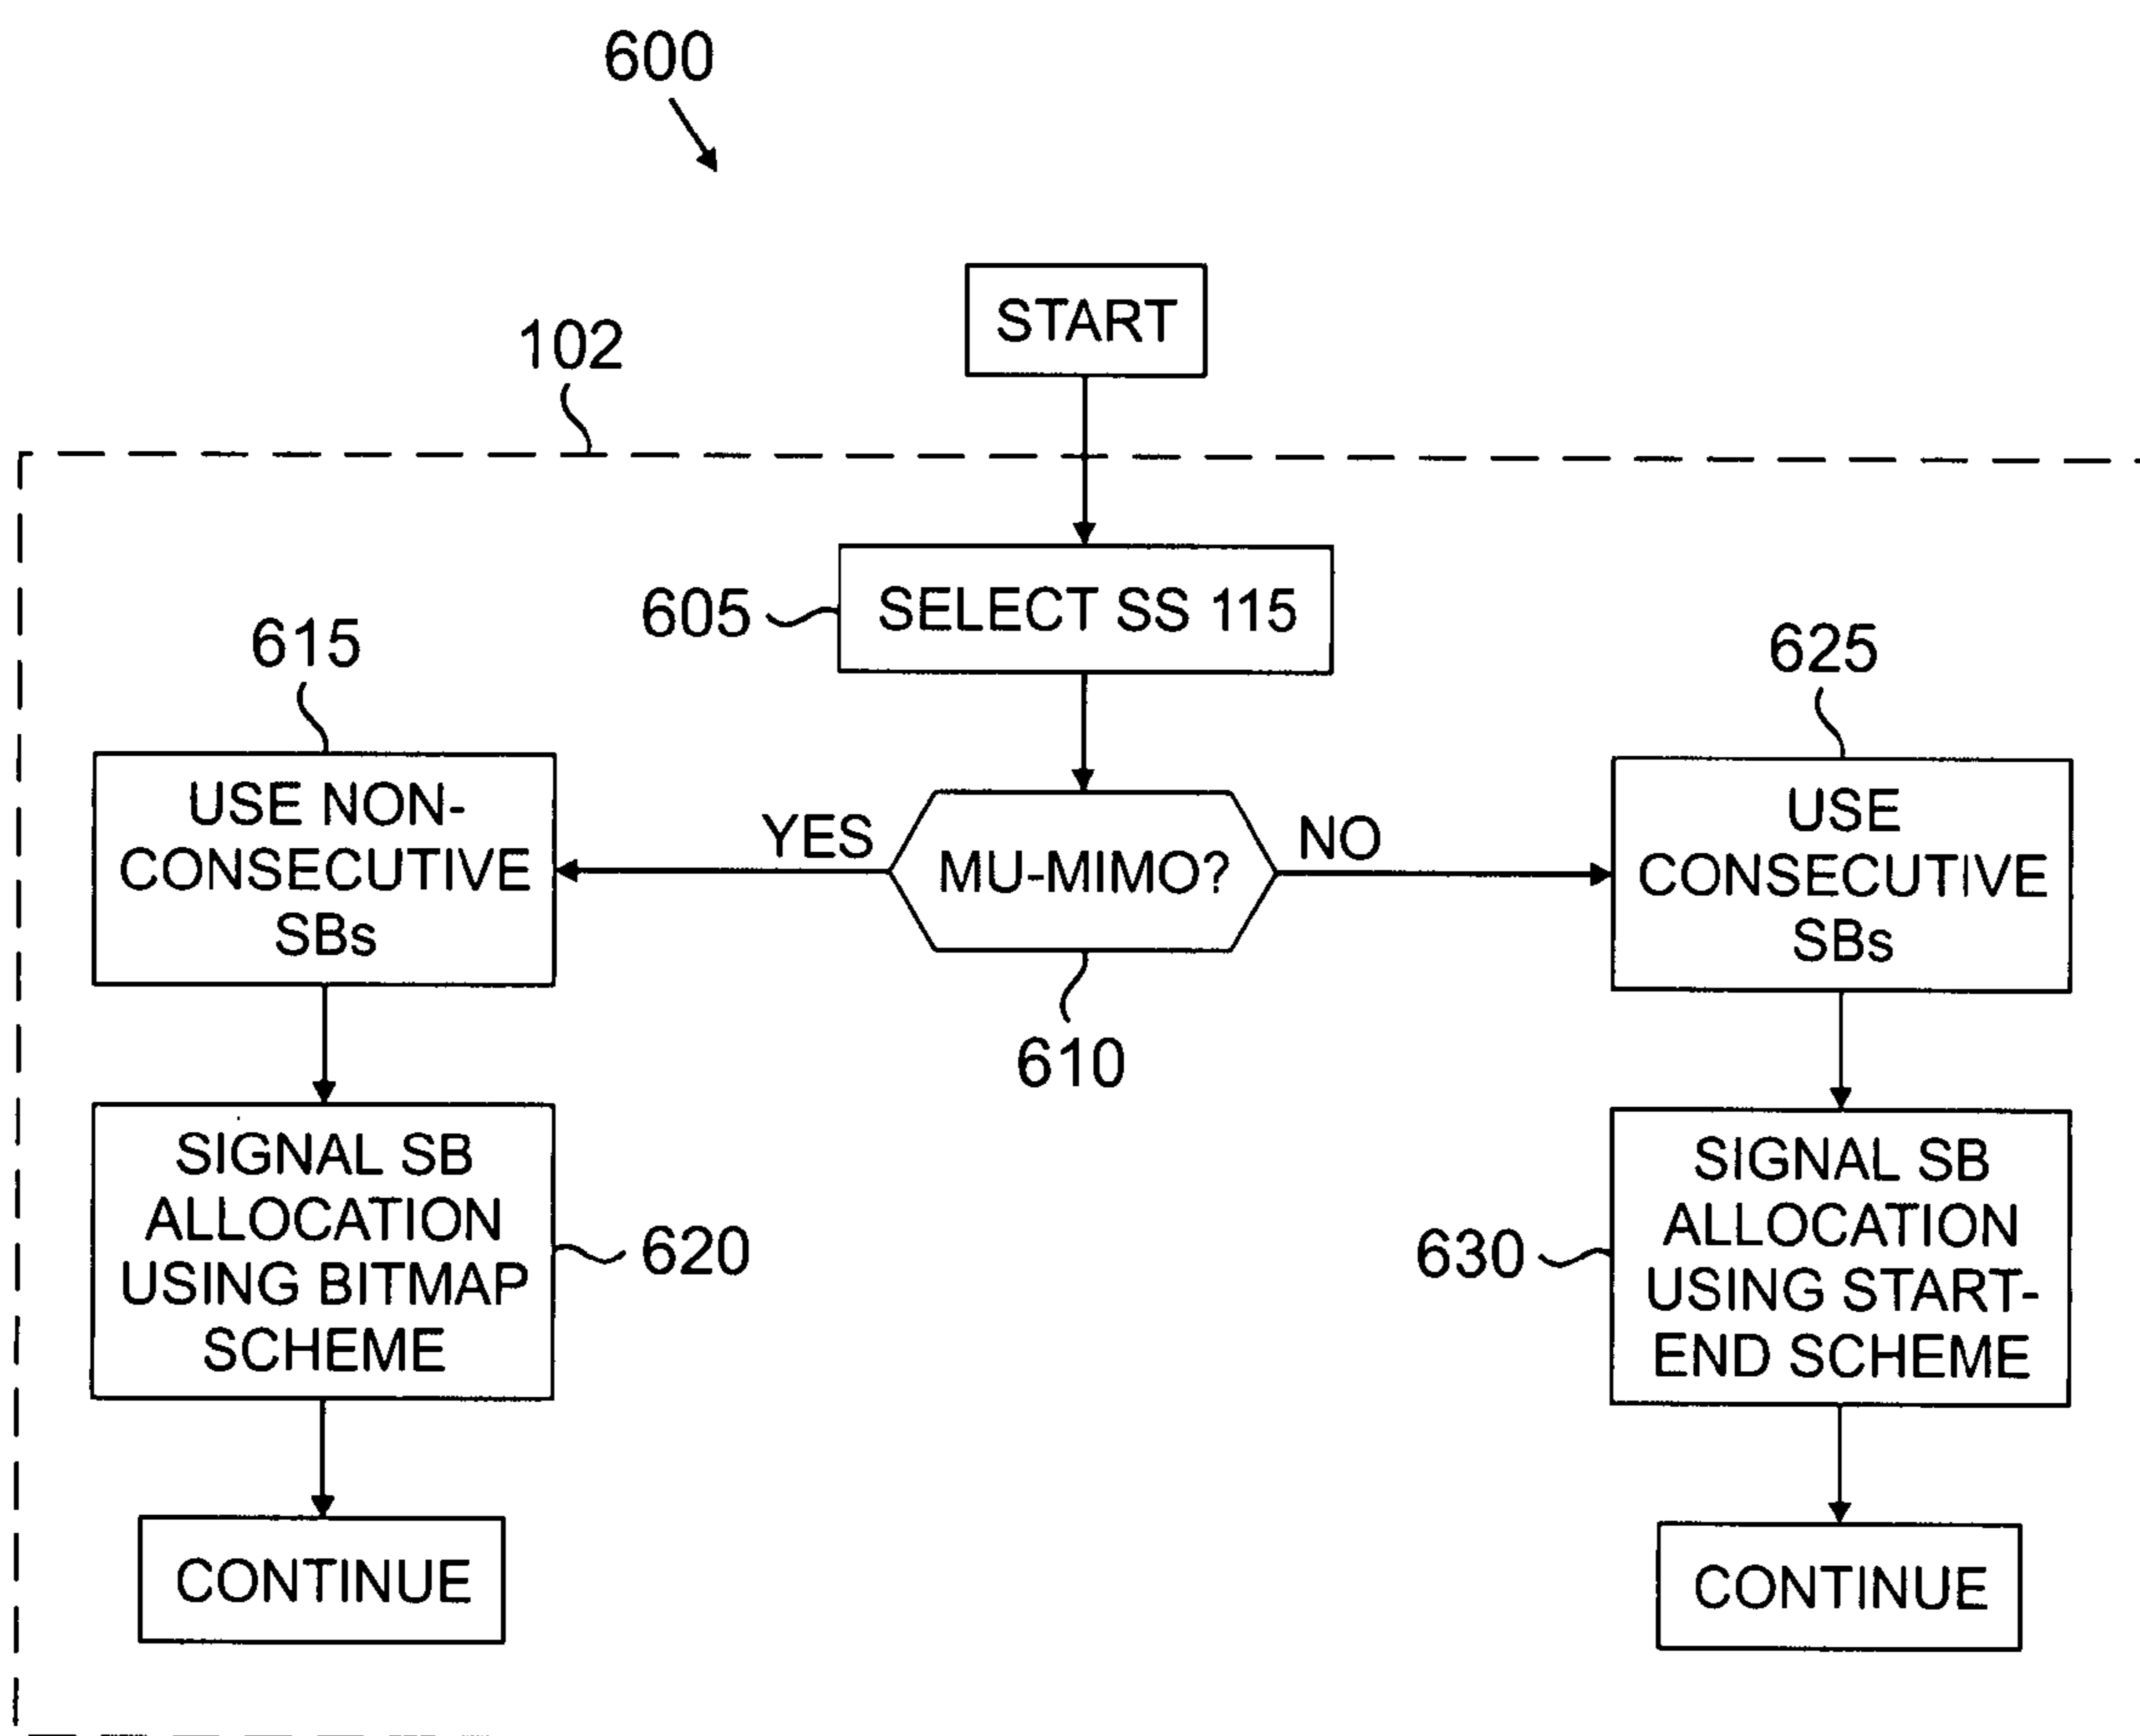 600
START
102
605
SELECT SS 115
615
625
USE NON-
CONSECUTIVE
SBs
YES
MU-MIMO?
NO
USE
CONSECUTIVE
SBs
610
SIGNAL SB
ALLOCATION
USING BITMAP
SCHEME
620
630
SIGNAL SB
ALLOCATION
USING START-
END SCHEME
CONTINUE
CONTINUE